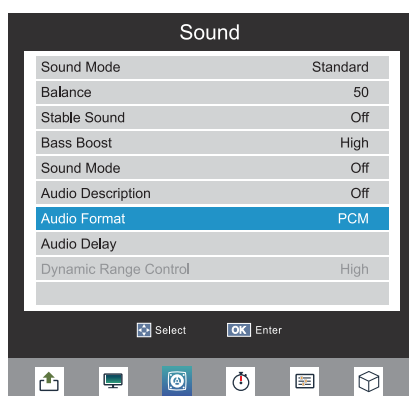 Sound
Sound Mode Standard
Balance 50
Stable Sound Off
Bass Boost High
Sound Mode Off
Audio Description Off
Audio Format PCM
Audio Delay
Dynamic Range Control High
Select OK Enter